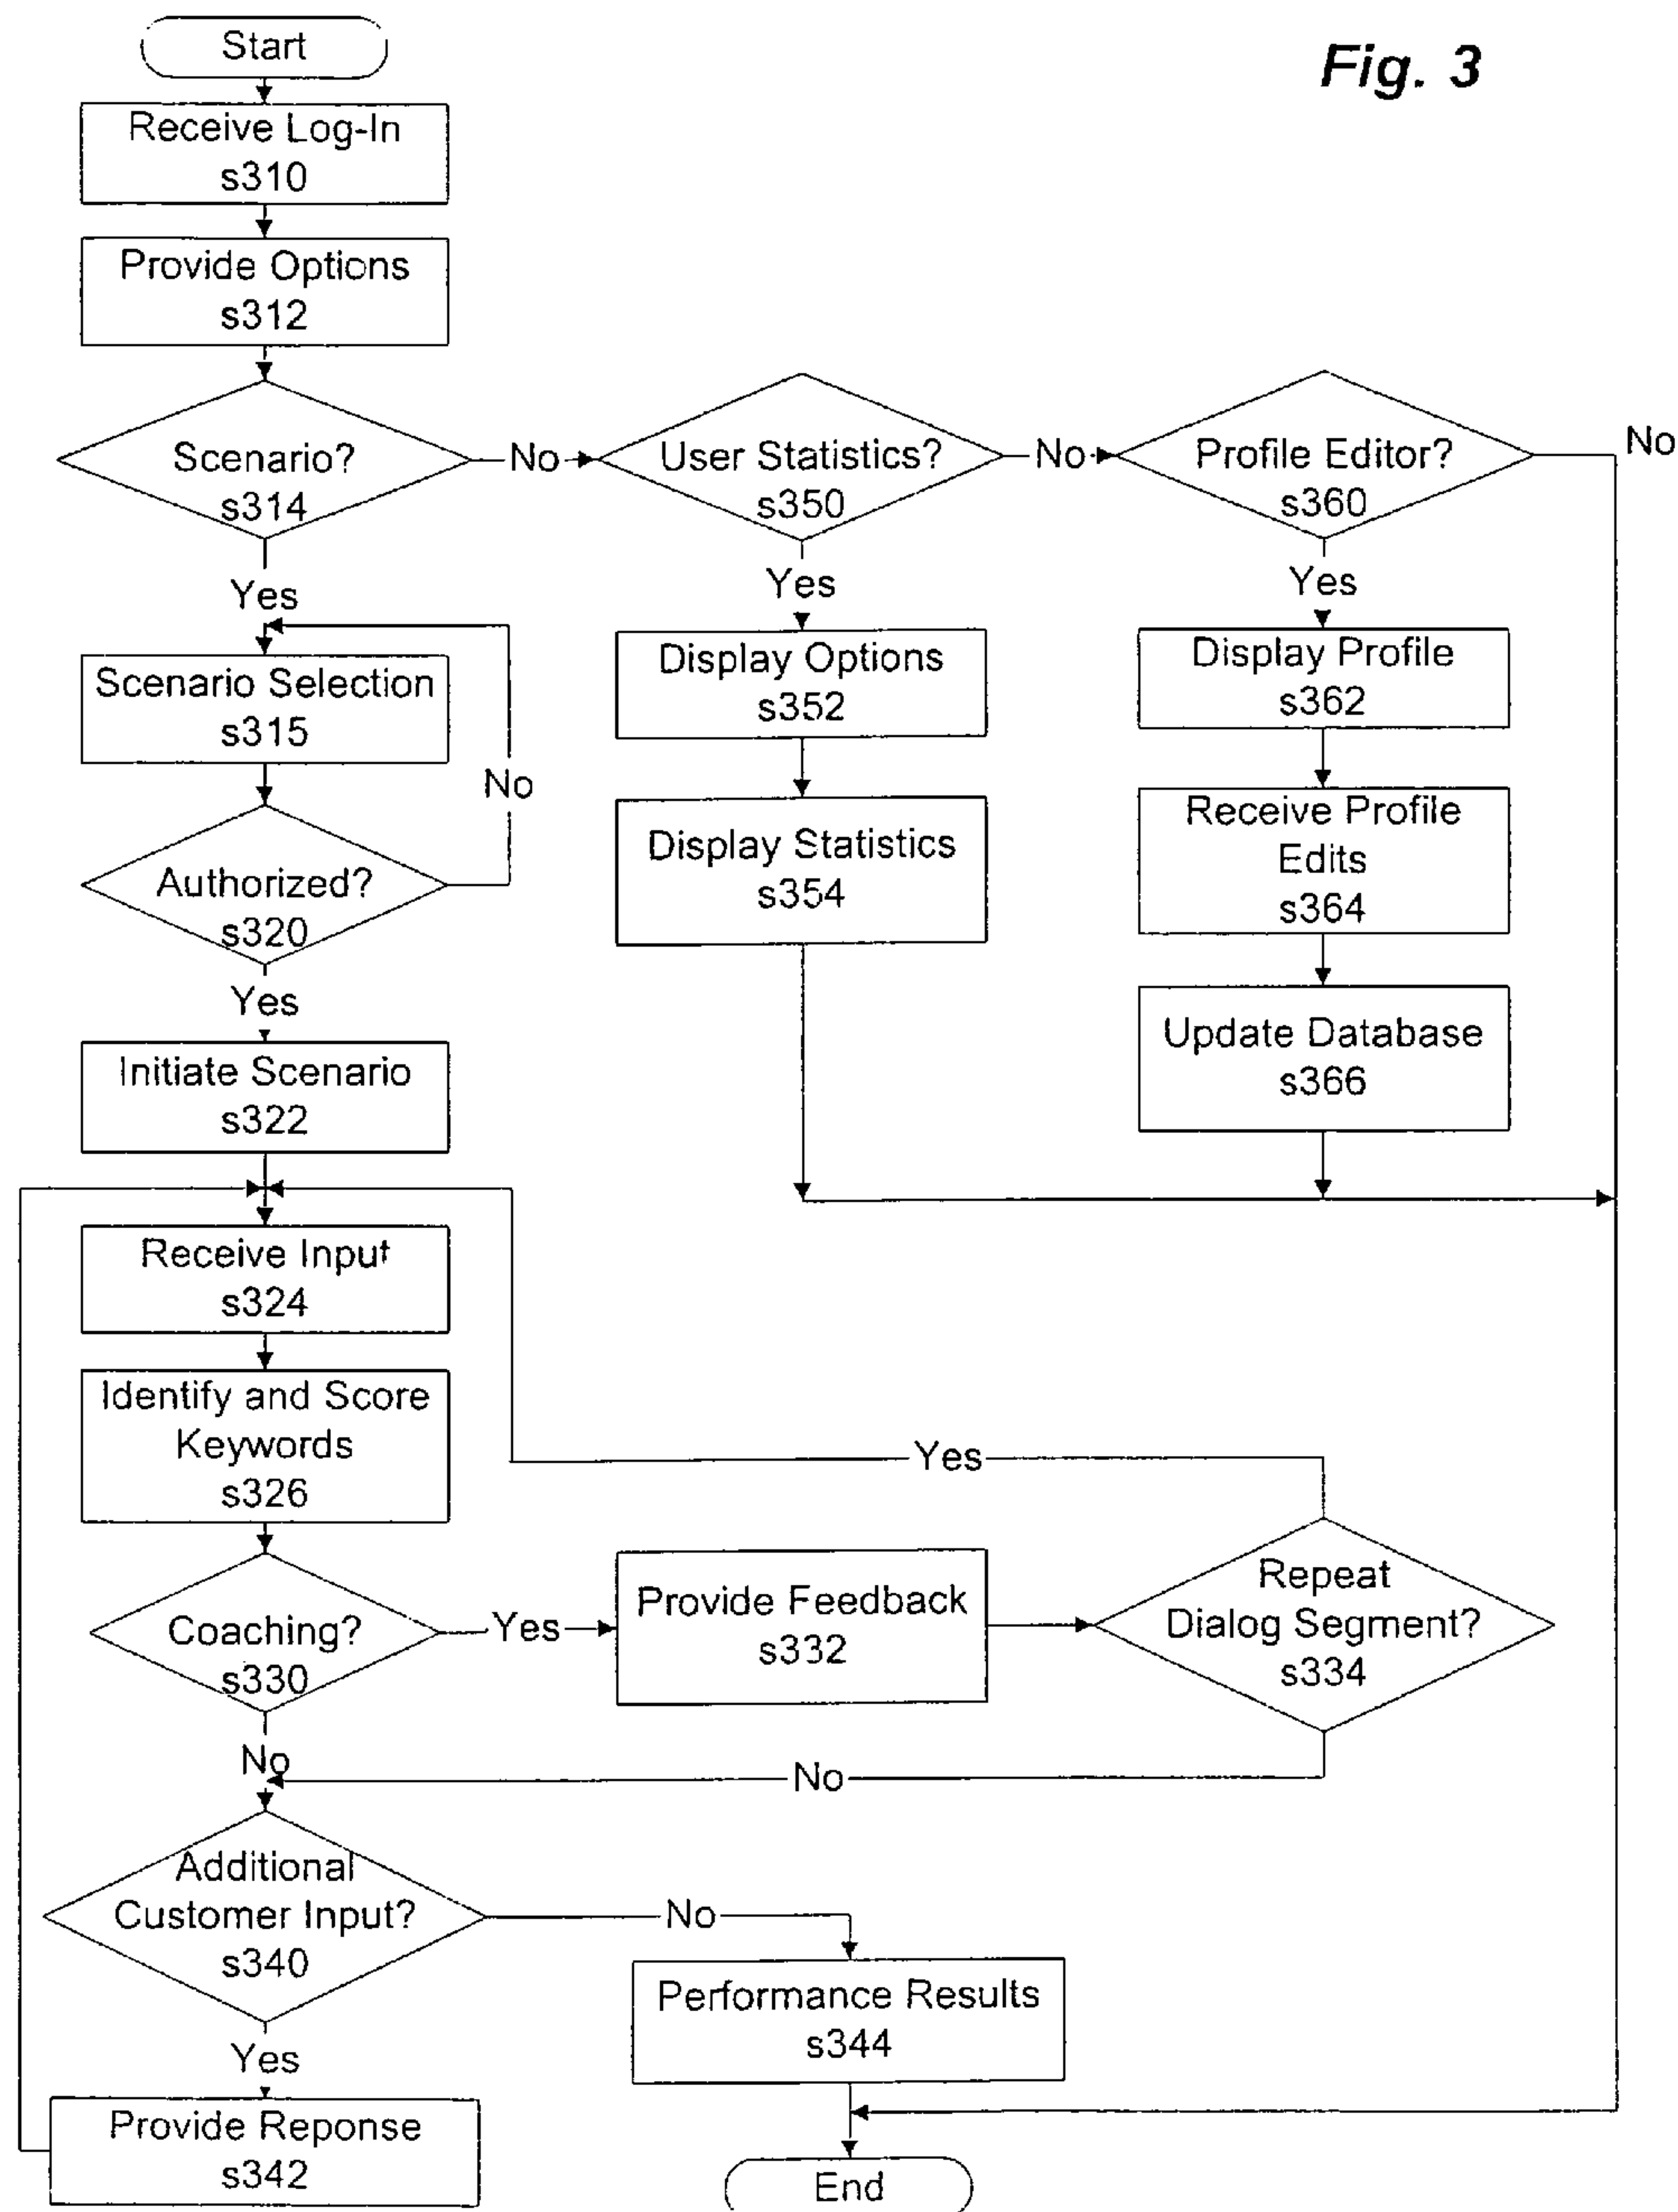 Fig. 3
Start
Receive Log-In
s310
Provide Options
s312
Scenario?
s314
No
User Statistics?
s350
No
Profile Editor?
s360
No
Yes
Yes
Yes
Scenario Selection
s315
No
Display Options
s352
Display Profile
s362
Authorized?
s320
Display Statistics
s354
Receive Profile
Edits
s364
Yes
Initiate Scenario
s322
Update Database
s366
Receive Input
s324
Identify and Score
Keywords
s326
Yes
Coaching?
s330
Yes
Provide Feedback
s332
Repeat
Dialog Segment?
s334
No
No
Additional
Customer Input?
s340
No
Performance Results
s344
Yes
Provide Reponse
s342
End